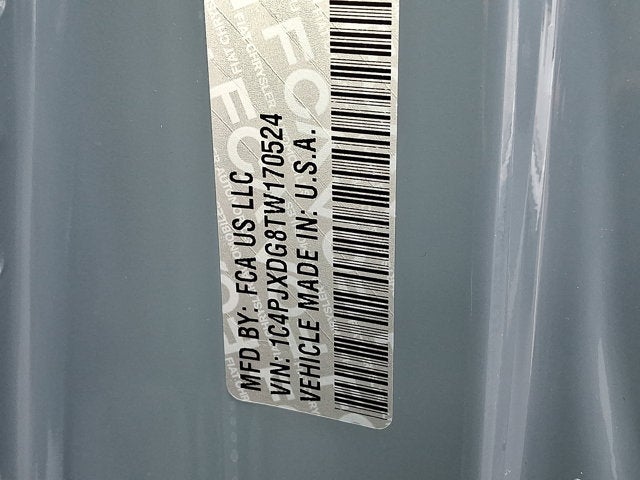 MFD BY: FCA US LLC
VIN: 1C4PJXDG8TW170524
VEHICLE MADE IN: U.S.A.